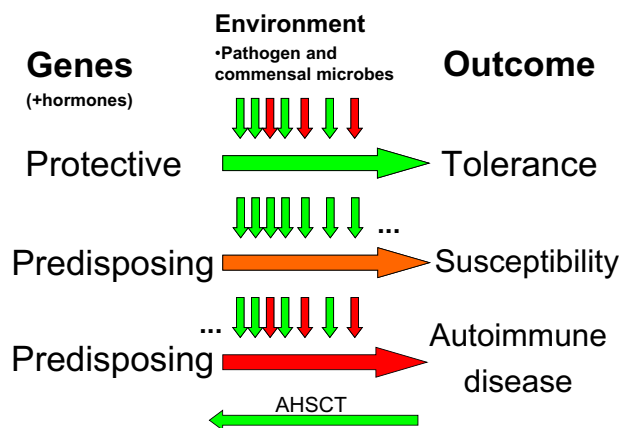 Environment
•Pathogen and
commensal microbes
Genes
(+hormones)
Outcome
Protective
Tolerance
...
Predisposing
Susceptibility
...
Predisposing
Autoimmune
disease
AHSCT